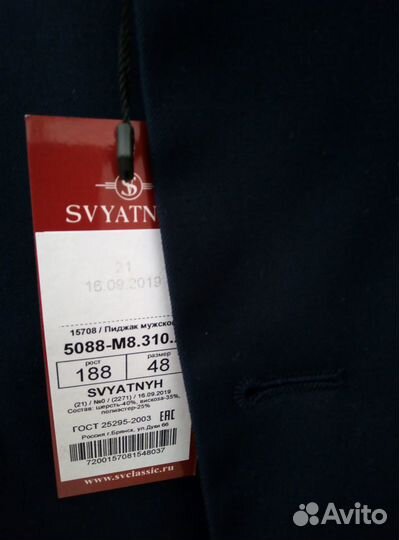 SVYATN
21
16.09.2019
15708 / Пиджак мужско
5088-M8.310.
рост
размер
188
48
SVYATNYH
(21) / №0 / (2271) / 16.09.2019
Состав: шерсть-40%, вискоза-35%,
полиэстер-25%
ГОСТ 25295-2003 EAC
Россия г.Брянск, ул.Дуки 66
7200157081548037
www.svclassic.ru
Avito